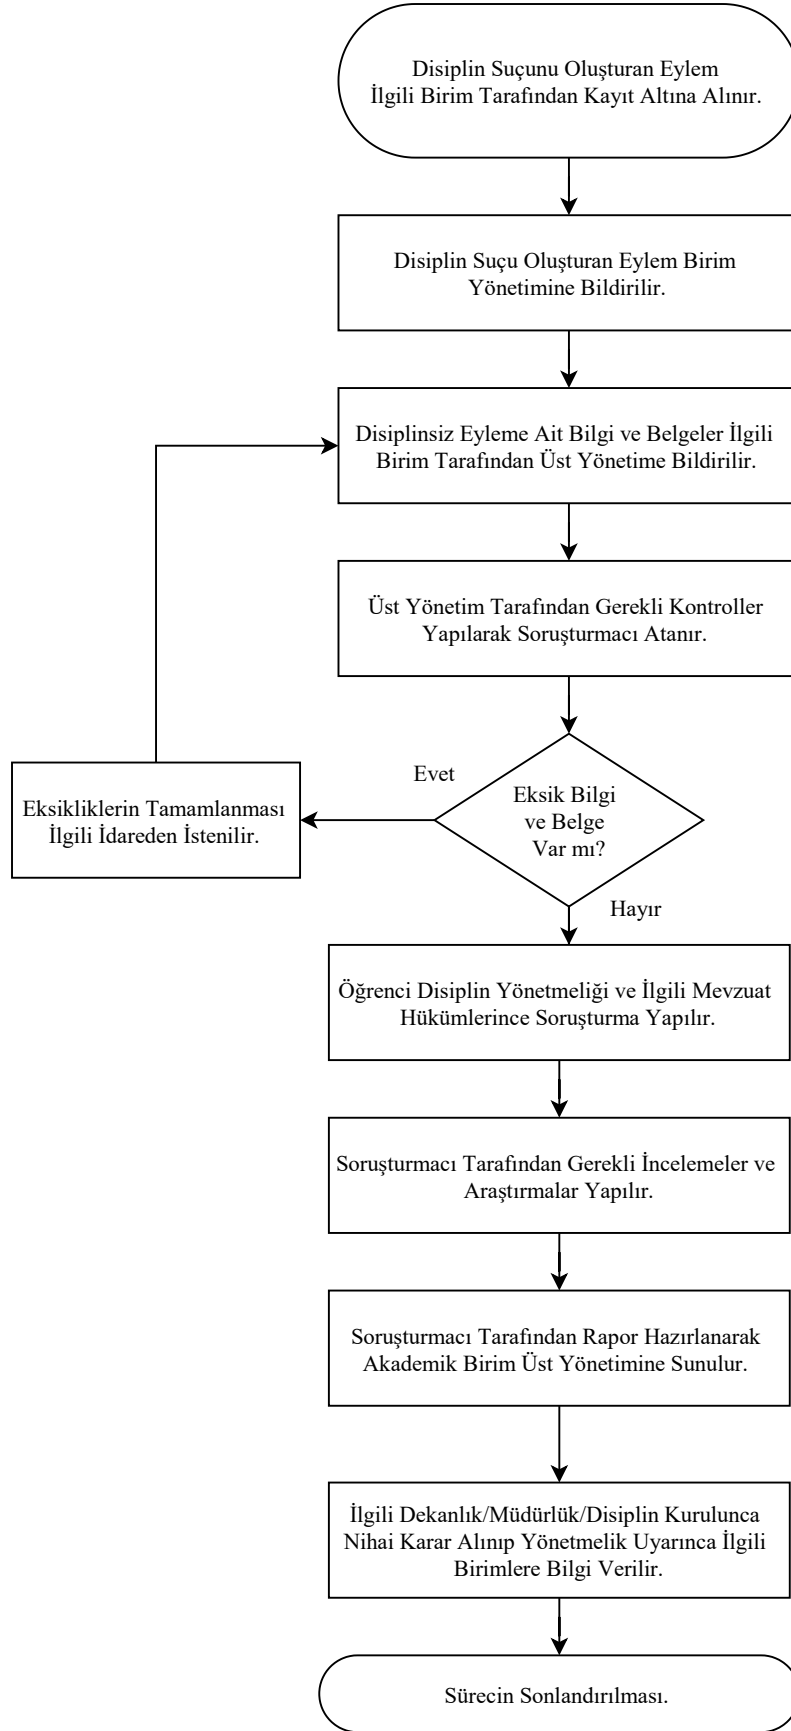 Disiplin Suçunu Oluşturan Eylem
İlgili Birim Tarafından Kayıt Altına Alınır.
Disiplin Suçu Oluşturan Eylem Birim
Yönetimine Bildirilir.
Disiplinsiz Eyleme Ait Bilgi ve Belgeler İlgili
Birim Tarafından Üst Yönetime Bildirilir.
Üst Yönetim Tarafından Gerekli Kontroller
Yapılarak Soruşturmacı Atanır.
Eksik Bilgi
ve Belge
Var mı?
Evet
Eksikliklerin Tamamlanması
İlgili İdareden İstenilir.
Hayır
Öğrenci Disiplin Yönetmeliği ve İlgili Mevzuat
Hükümlerince Soruşturma Yapılır.
Soruşturmacı Tarafından Gerekli İncelemeler ve
Araştırmalar Yapılır.
Soruşturmacı Tarafından Rapor Hazırlanarak
Akademik Birim Üst Yönetimine Sunulur.
İlgili Dekanlık/Müdürlük/Disiplin Kurulunca
Nihai Karar Alınıp Yönetmelik Uyarınca İlgili
Birimlere Bilgi Verilir.
Sürecin Sonlandırılması.